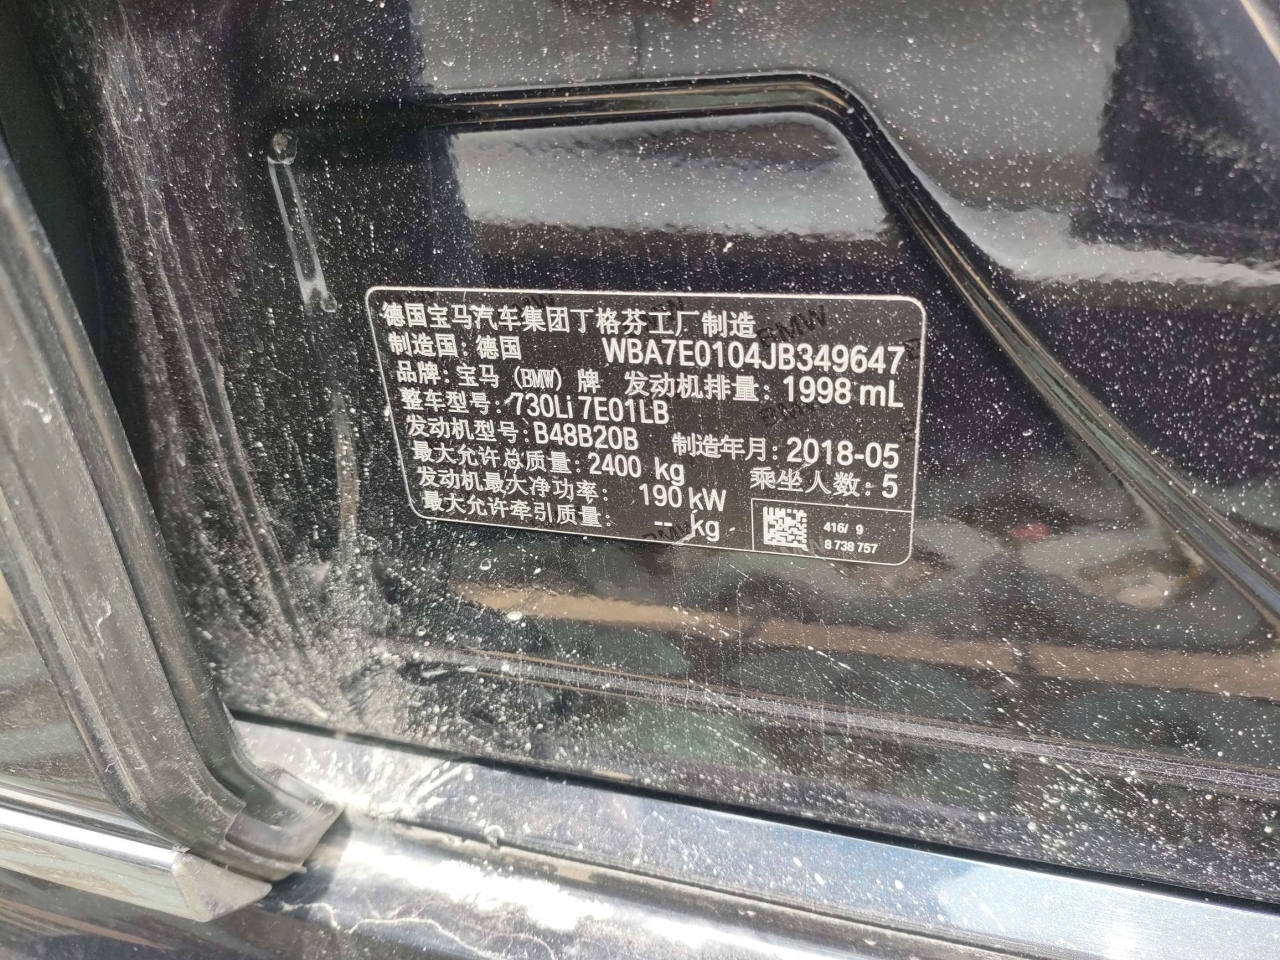 德国宝马汽车集团丁格芬工厂制造
制造国：德国 WBA7E0104JB349647
品牌：宝马（BMW）牌 发动机排量：1998 mL
整车型号：730Li 7E01LB
发动机型号：B48B20B 制造年月：2018-05
最大允许总质量：2400 kg 乘坐人数：5
发动机最大净功率： 190 kW
最大允许牵引质量： -- kg
416/ 9
8 738 757